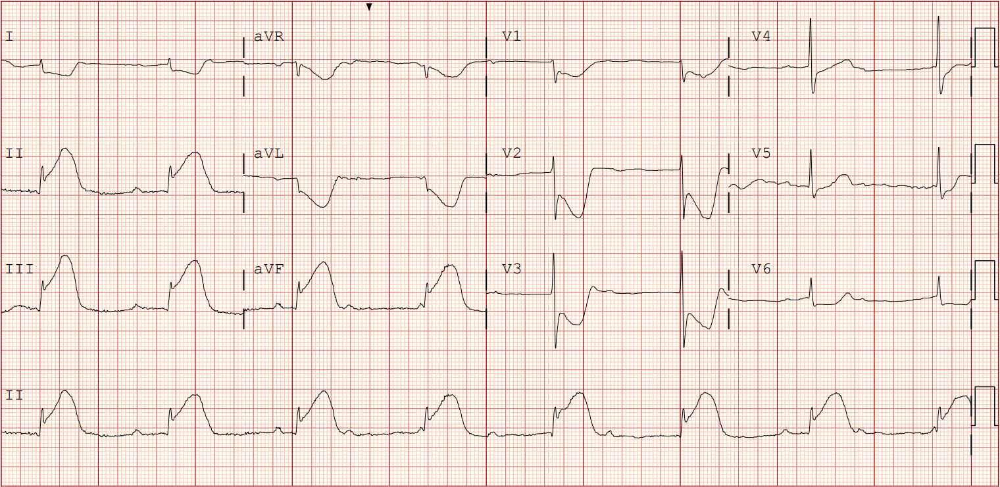 I aVR V1 V4
II aVL V2 V5
III aVF V3 V6
II